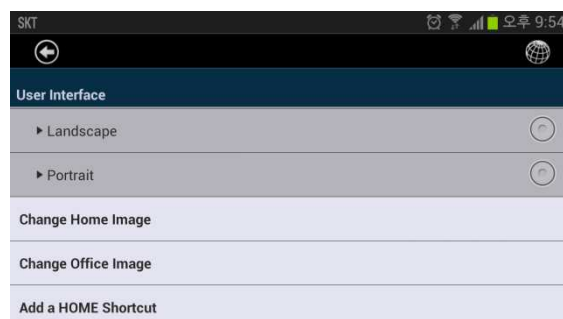 SKT 오후 9:54
User Interface
Landscape
Portrait
Change Home Image
Change Office Image
Add a HOME Shortcut